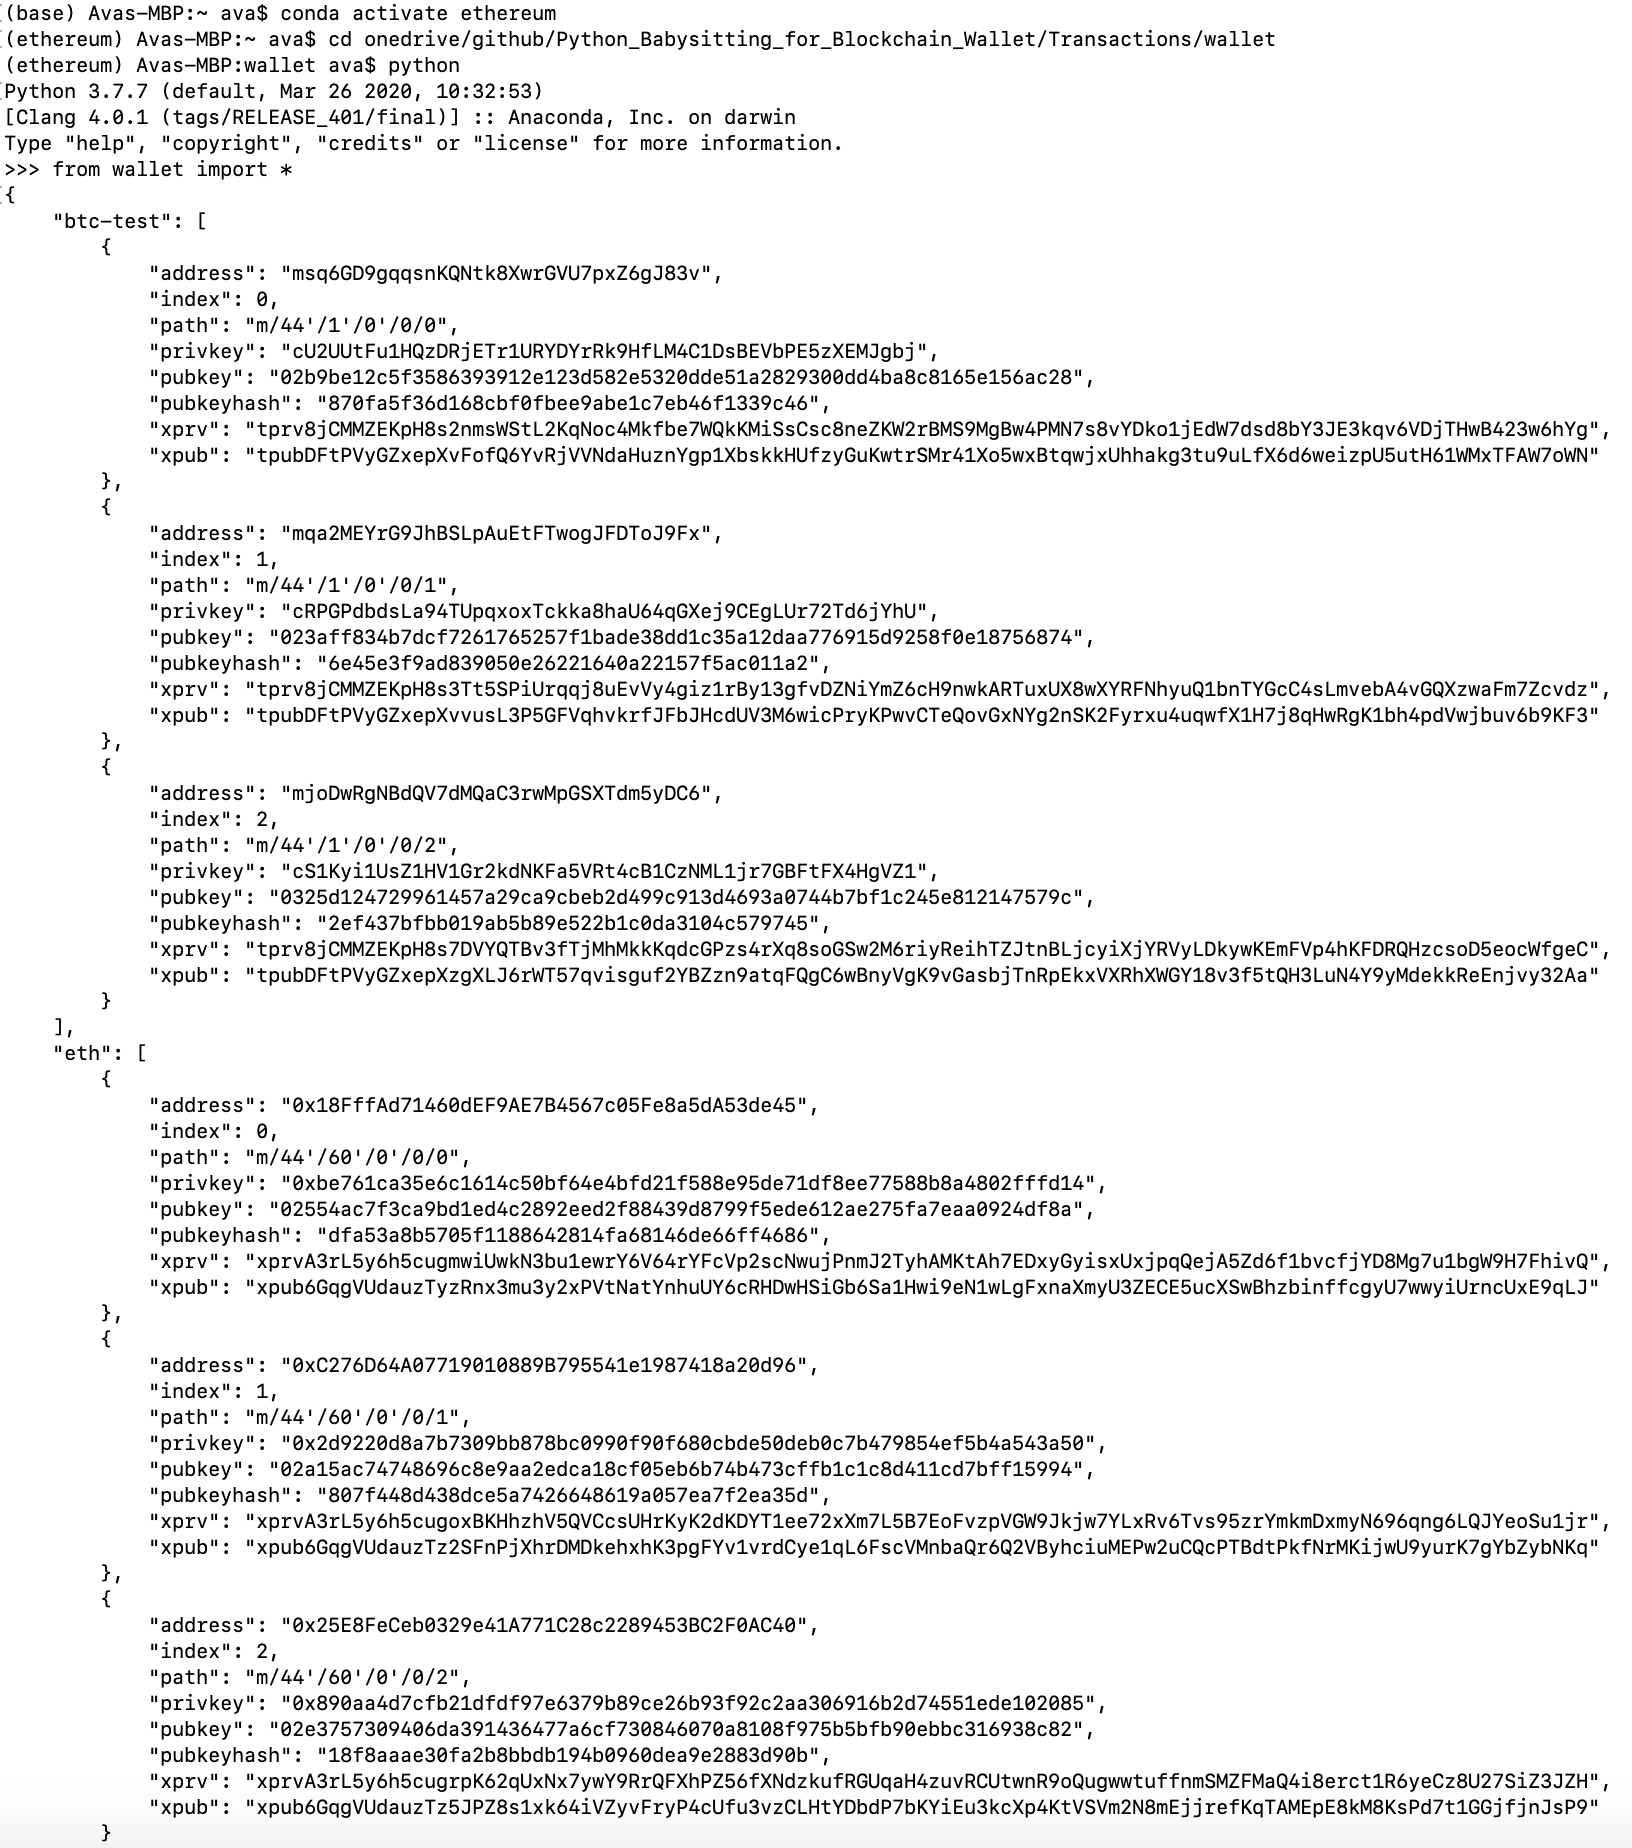 (base) Avas-MBP:~ ava$ conda activate ethereum
(ethereum) Avas-MBP:~ ava$ cd onedrive/github/Python_Babysitting_for_Blockchain_Wallet/Transactions/wallet
(ethereum) Avas-MBP:wallet ava$ python
Python 3.7.7 (default, Mar 26 2020, 10:32:53)
[Clang 4.0.1 (tags/RELEASE_401/final)] :: Anaconda, Inc. on darwin
Type "help", "copyright", "credits" or "license" for more information.
>>> from wallet import *
{
    "btc-test": [
        {
            "address": "msq6GD9gqqsnKQNtk8XwrGVU7pxZ6gJ83v",
            "index": 0,
            "path": "m/44'/1'/0'/0/0",
            "privkey": "cU2UUtFu1HQzDRjETr1URYDYrRk9HfLM4C1DsBEVbPE5zXEMJgbj",
            "pubkey": "02b9be12c5f3586393912e123d582e5320dde51a2829300dd4ba8c8165e156ac28",
            "pubkeyhash": "870fa5f36d168cbf0fbee9abe1c7eb46f1339c46",
            "xprv": "tprv8jCMMZEKpH8s2nmsWStL2KqNoc4Mkfbe7WQkKMiSsCsc8neZKW2rBMS9MgBw4PMN7s8vYDko1jEdW7dsd8bY3JE3kqv6VDjTHwB423w6hYg",
            "xpub": "tpubDFtPVyGZxepXvFofQ6YvRjVVNdaHuznYgp1XbskkHUfzyGuKwtrSMr41Xo5wxBtqwjxUhhakg3tu9uLfX6d6weizpU5utH61WMxTFAW7oWN"
        },
        {
            "address": "mqa2MEYrG9JhBSLpAuEtFTwogJFDToJ9Fx",
            "index": 1,
            "path": "m/44'/1'/0'/0/1",
            "privkey": "cRPGPdbdsLa94TUpqxoxTckka8haU64qGXej9CEgLUr72Td6jYhU",
            "pubkey": "023aff834b7dcf7261765257f1bade38dd1c35a12daa776915d9258f0e18756874",
            "pubkeyhash": "6e45e3f9ad839050e26221640a22157f5ac011a2",
            "xprv": "tprv8jCMMZEKpH8s3Tt5SPiUrqqj8uEvVy4giz1rBy13gfvDZNiYmZ6cH9nwkARTuxUX8wXYRFNhyuQ1bnTYGcC4sLmvebA4vGQXzwaFm7Zcvdz",
            "xpub": "tpubDFtPVyGZxepXvvusL3P5GFVqhvkrfJFbJHcdUV3M6wicPryKPwvCTeQovGxNYg2nSK2Fyrxu4uqwfX1H7j8qHwRgK1bh4pdVwjbuv6b9KF3"
        },
        {
            "address": "mjoDwRgNBdQV7dMQaC3rwMpGSXTdm5yDC6",
            "index": 2,
            "path": "m/44'/1'/0'/0/2",
            "privkey": "cS1Kyi1UsZ1HV1Gr2kdNKFa5VRt4cB1CzNML1jr7GBFtFX4HgVZ1",
            "pubkey": "0325d124729961457a29ca9cbeb2d499c913d4693a0744b7bf1c245e812147579c",
            "pubkeyhash": "2ef437bfbb019ab5b89e522b1c0da3104c579745",
            "xprv": "tprv8jCMMZEKpH8s7DVYQTBv3fTjMhMkkKqdcGPzs4rXq8soGSw2M6riyReihTZJtnBLjcyiXjYRVyLDkywKEmFVp4hKFDRQHzcsoD5eocWfgeC",
            "xpub": "tpubDFtPVyGZxepXzgXLJ6rWT57qvisguf2YBZzn9atqFQgC6wBnyVgK9vGasbjTnRpEkxVXRhXWGY18v3f5tQH3LuN4Y9yMdekkReEnjvy32Aa"
        }
    ],
    "eth": [
        {
            "address": "0x18FffAd71460dEF9AE7B4567c05Fe8a5dA53de45",
            "index": 0,
            "path": "m/44'/60'/0'/0/0",
            "privkey": "0xbe761ca35e6c1614c50bf64e4bfd21f588e95de71df8ee77588b8a4802fffd14",
            "pubkey": "02554ac7f3ca9bd1ed4c2892eed2f88439d8799f5ede612ae275fa7eaa0924df8a",
            "pubkeyhash": "dfa53a8b5705f1188642814fa68146de66ff4686",
            "xprv": "xprvA3rL5y6h5cugmwiUwkN3bu1ewrY6V64rYFcVp2scNwujPnmJ2TyhAMKtAh7EDxyGyisxUxjpqQejA5Zd6f1bvcfjYD8Mg7u1bgW9H7FhivQ",
            "xpub": "xpub6GqgVUdauzTyzRnx3mu3y2xPVtNatYnhuUY6cRHDwHSiGb6Sa1Hwi9eN1wLgFxnaXmyU3ZECE5ucXSwBhzbinffcgyU7wwyiUrncUxE9qLJ"
        },
        {
            "address": "0xC276D64A07719010889B795541e1987418a20d96",
            "index": 1,
            "path": "m/44'/60'/0'/0/1",
            "privkey": "0x2d9220d8a7b7309bb878bc0990f90f680cbde50deb0c7b479854ef5b4a543a50",
            "pubkey": "02a15ac74748696c8e9aa2edca18cf05eb6b74b473cffb1c1c8d411cd7bff15994",
            "pubkeyhash": "807f448d438dce5a7426648619a057ea7f2ea35d",
            "xprv": "xprvA3rL5y6h5cugoxBKHhzhV5QVCcsUHrKyK2dKDYT1ee72xXm7L5B7EoFvzpVGW9Jkjw7YLxRv6Tvs95zrYmkmDxmyN696qng6LQJYeoSu1jr",
            "xpub": "xpub6GqgVUdauzTz2SFnPjXhrDMDkehxhK3pgFYv1vrdCye1qL6FscVMnbaQr6Q2VByhciuMEPw2uCQcPTBdtPkfNrMKijwU9yurK7gYbZybNKq"
        },
        {
            "address": "0x25E8FeCeb0329e41A771C28c2289453BC2F0AC40",
            "index": 2,
            "path": "m/44'/60'/0'/0/2",
            "privkey": "0x890aa4d7cfb21dfdf97e6379b89ce26b93f92c2aa306916b2d74551ede102085",
            "pubkey": "02e3757309406da391436477a6cf730846070a8108f975b5bfb90ebbc316938c82",
            "pubkeyhash": "18f8aaae30fa2b8bbdb194b0960dea9e2883d90b",
            "xprv": "xprvA3rL5y6h5cugrpK62qUxNx7ywY9RrQFXhPZ56fXNdzkufRGUqaH4zuvRCUtwnR9oQugwwtuffnmSMZFMaQ4i8erct1R6yeCz8U27SiZ3JZH",
            "xpub": "xpub6GqgVUdauzTz5JPZ8s1xk64iVZyvFryP4cUfu3vzCLHtYDbdP7bKYiEu3kcXp4KtVSVm2N8mEjjrefKqTAMEpE8kM8KsPd7t1GGjfjnJsP9"
        }